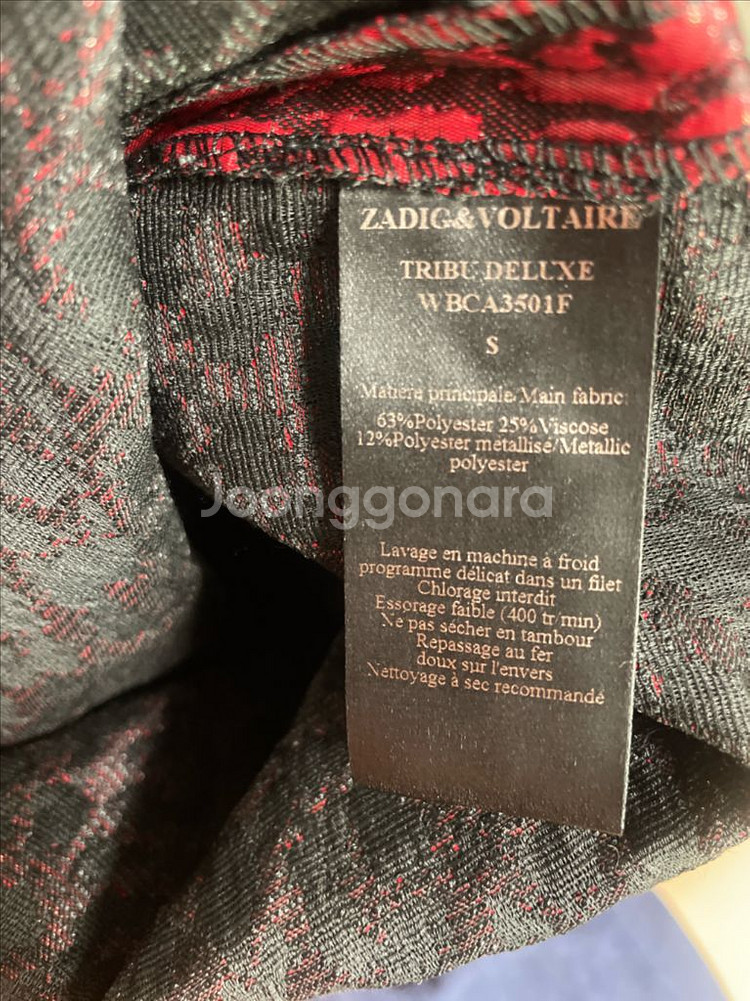 ZADIG&VOLTAIRE
TRIBU DELUXE
WBCA3501F
S
Matière principale/Main fabric:
63%Polyester 25%Viscose
12%Polyester métallisé/Metallic
polyester
Joonggonara
Lavage en machine à froid
programme délicat dans un filet
Chlorage interdit
Essorage faible (400 tr/min)
Ne pas sécher en tambour
Repassage au fer
doux sur l'envers
Nettoyage à sec recommandé